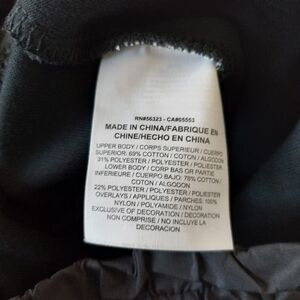 RN#56323 - CA#05553
MADE IN CHINA/FABRIQUE EN
CHINE/HECHO EN CHINA
UPPER BODY / CORPS SUPERIEUR / CUERPO
SUPERIOR: 69% COTTON / COTON / ALGODON
31% POLYESTER / POLYESTER / POLIESTER
LOWER BODY / CORP BAS OR PARTIE
INFERIEURE / CUERPO BAJO: 78% COTTON /
COTON / ALGODON
22% POLYESTER / POLYESTER / POLIESTER
OVERLAYS / APPLIQUES / PARCHES: 100%
NYLON / POLYAMIDE / NYLON
EXCLUSIVE OF DECORATION / DECORATION
NON COMPRISE / NO INCLUYE LA
DECORACION